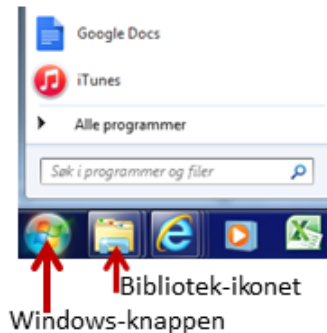 Google Docs
iTunes
Alle programmer
Søk i programmer og filer
Bibliotek-ikonet
Windows-knappen